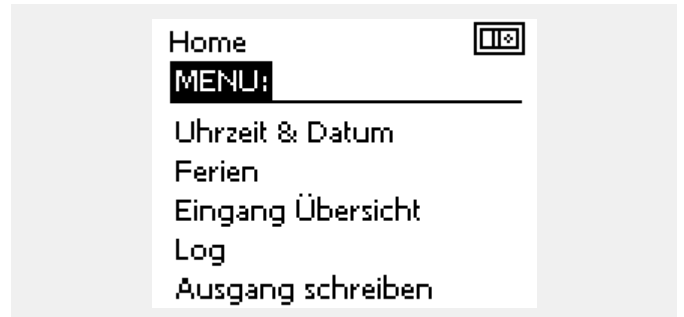 Home
MENU:
Uhrzeit & Datum
Ferien
Eingang Übersicht
Log
Ausgang schreiben